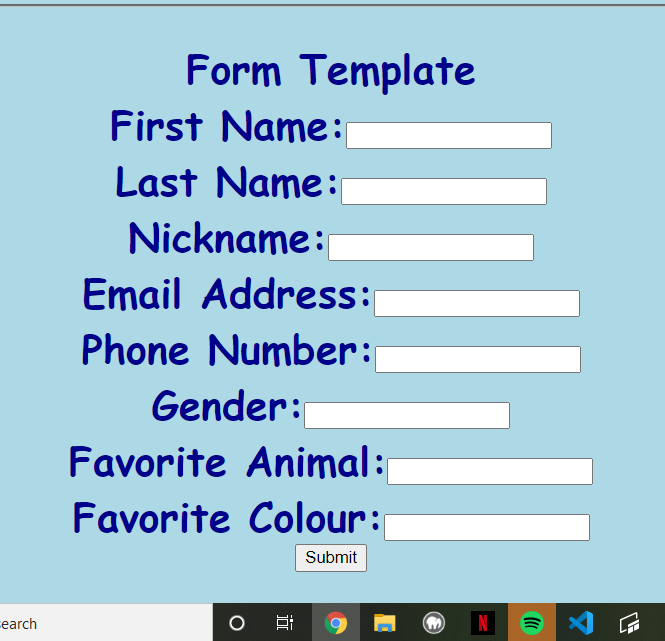 Form Template
First Name:
Last Name:
Nickname:
Email Address:
Phone Number:
Gender:
Favorite Animal:
Favorite Colour:
Submit
earch